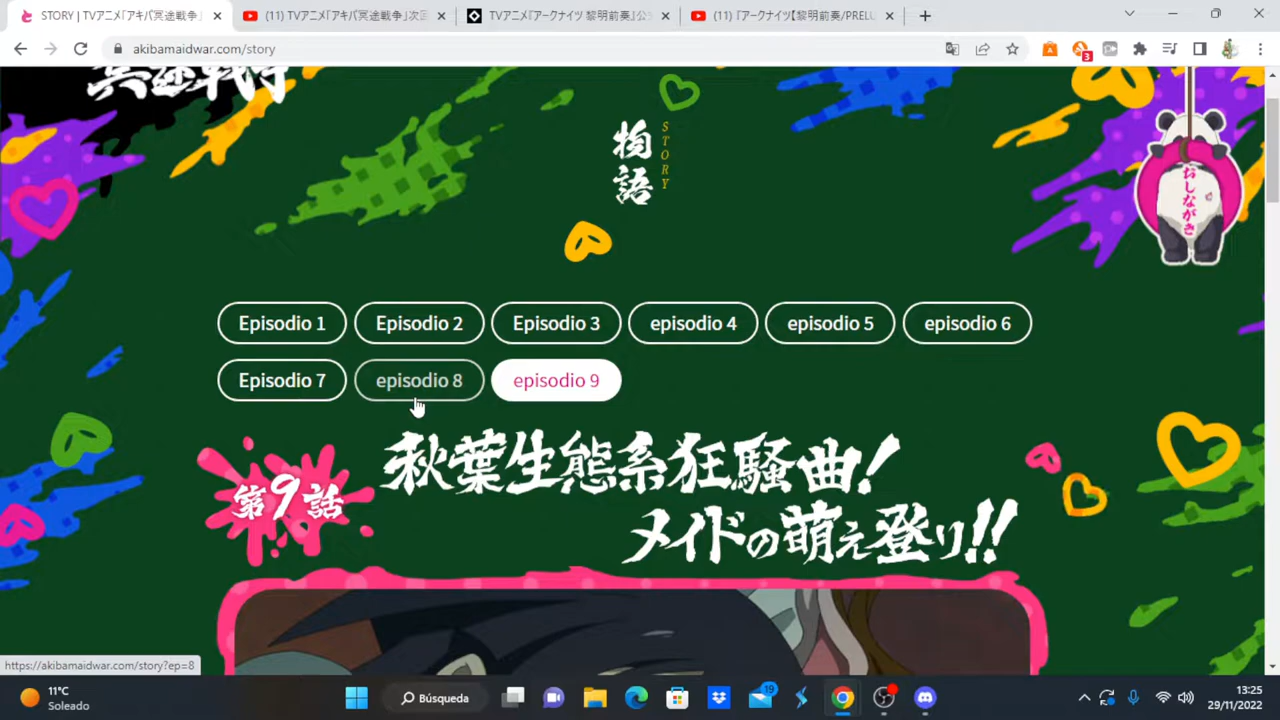 STORY | TVアニメ「アキバ冥途戦争」
(11) TVアニメ「アキバ冥途戦争」次回
TVアニメ『アークナイツ 黎明前奏』公
(11) 『アークナイツ【黎明前奏/PRELU
akibamaidwar.com/story
3
冥途戦争
物語
STORY
おしながき
Episodio 1
Episodio 2
Episodio 3
episodio 4
episodio 5
episodio 6
Episodio 7
episodio 8
episodio 9
第9話
秋葉生態系狂騒曲!
メイドの萌え登り!!
https://akibamaidwar.com/story?ep=8
11°C
Soleado
Búsqueda
19
13:25
29/11/2022